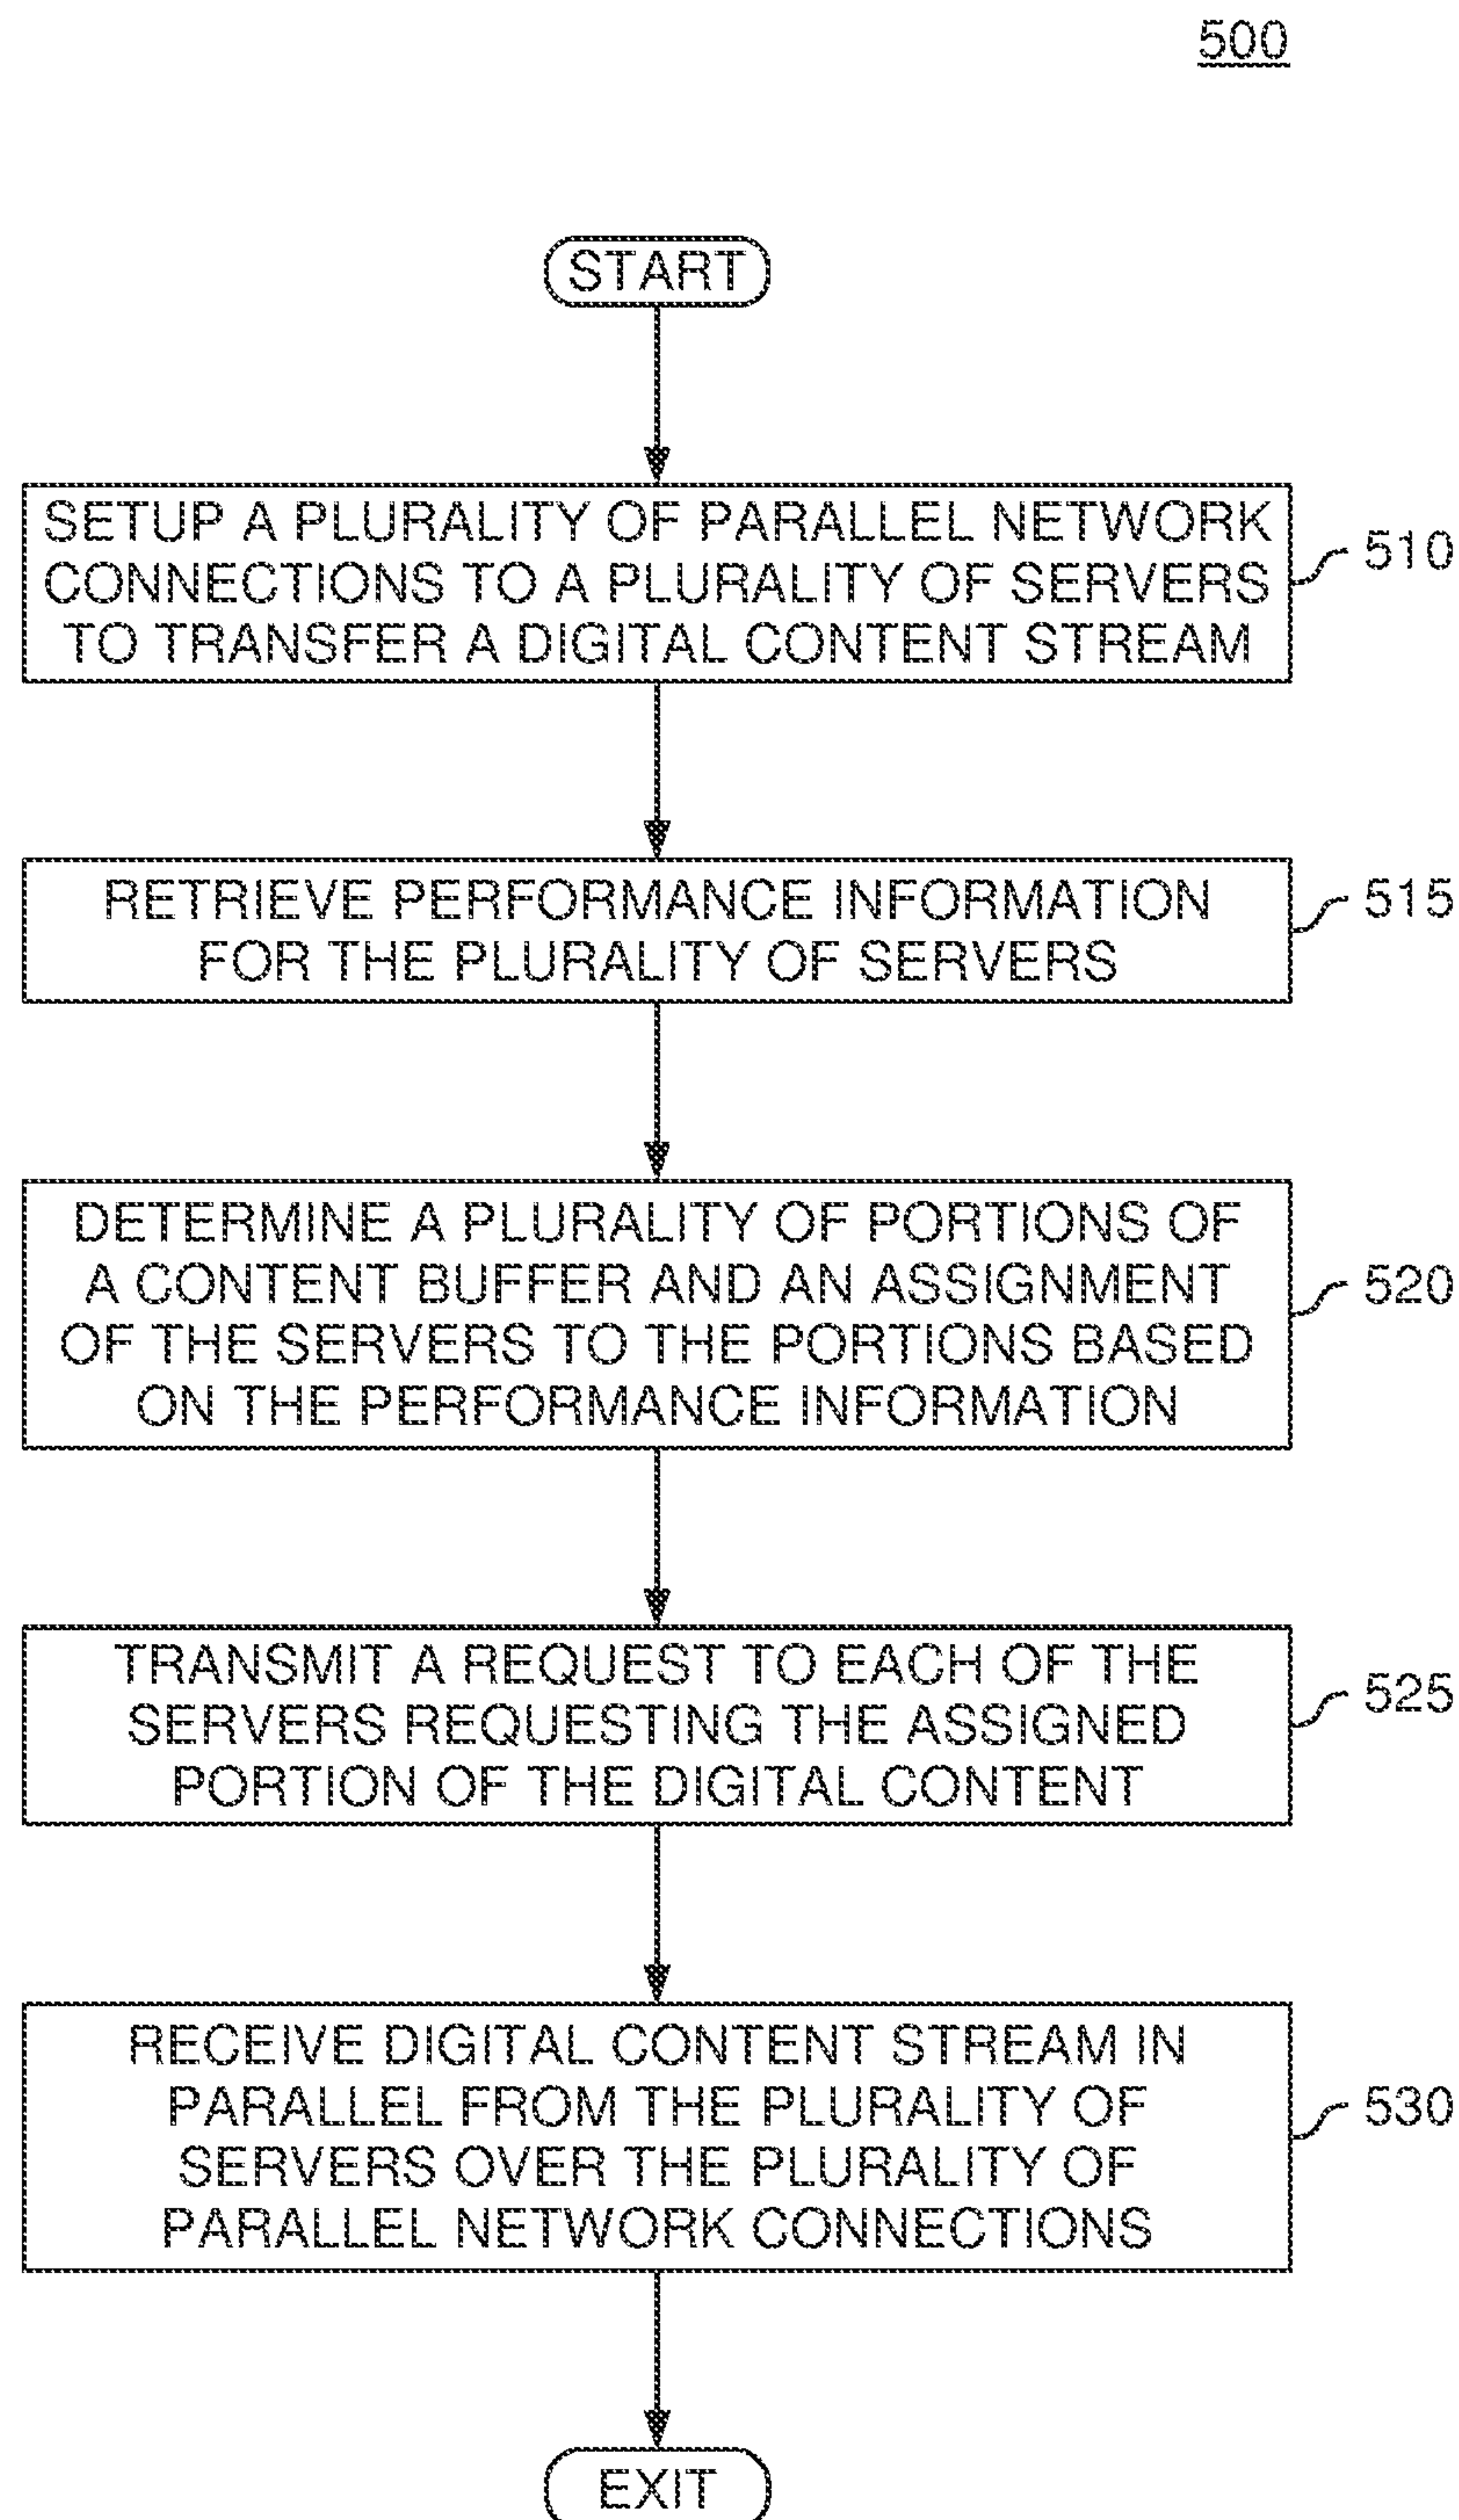 500
START
SETUP A PLURALITY OF PARALLEL NETWORK
CONNECTIONS TO A PLURALITY OF SERVERS
TO TRANSFER A DIGITAL CONTENT STREAM
510
RETRIEVE PERFORMANCE INFORMATION
FOR THE PLURALITY OF SERVERS
515
DETERMINE A PLURALITY OF PORTIONS OF
A CONTENT BUFFER AND AN ASSIGNMENT
OF THE SERVERS TO THE PORTIONS BASED
ON THE PERFORMANCE INFORMATION
520
TRANSMIT A REQUEST TO EACH OF THE
SERVERS REQUESTING THE ASSIGNED
PORTION OF THE DIGITAL CONTENT
525
RECEIVE DIGITAL CONTENT STREAM IN
PARALLEL FROM THE PLURALITY OF
SERVERS OVER THE PLURALITY OF
PARALLEL NETWORK CONNECTIONS
530
EXIT